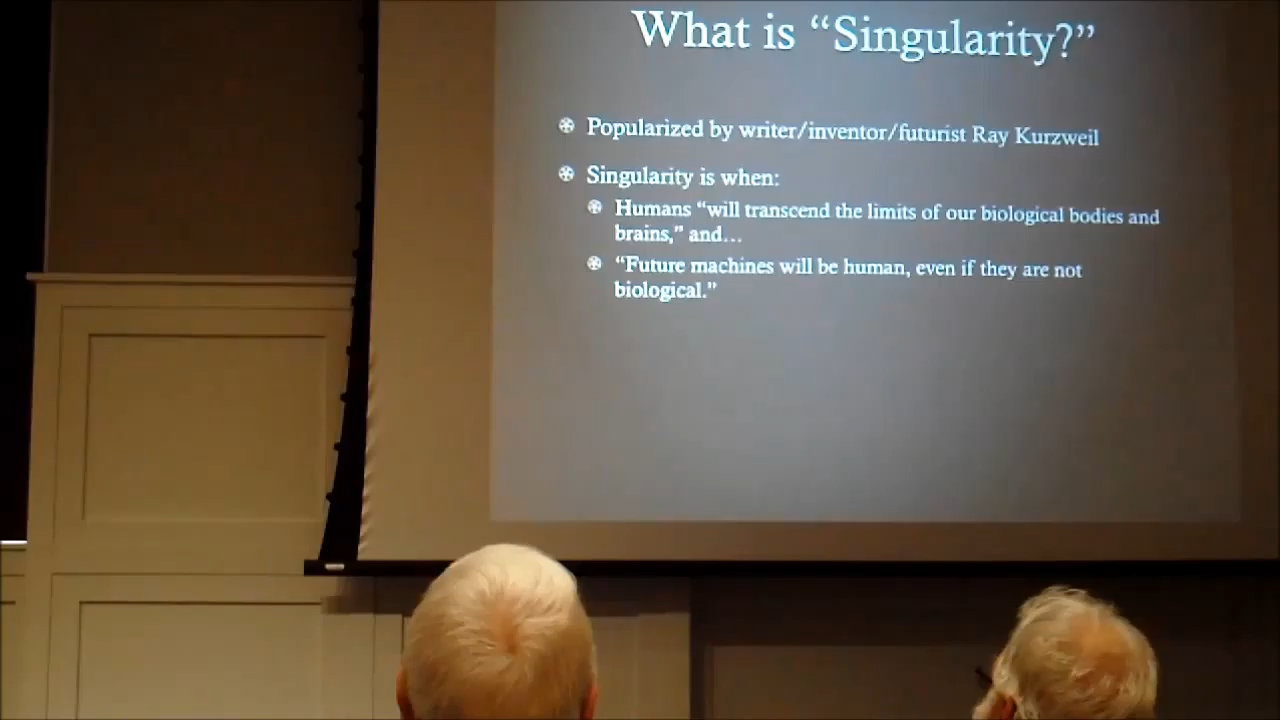 What is “Singularity?”
Popularized by writer/inventor/futurist Ray Kurzweil
Singularity is when:
Humans “will transcend the limits of our biological bodies and
brains,” and…
“Future machines will be human, even if they are not
biological.”